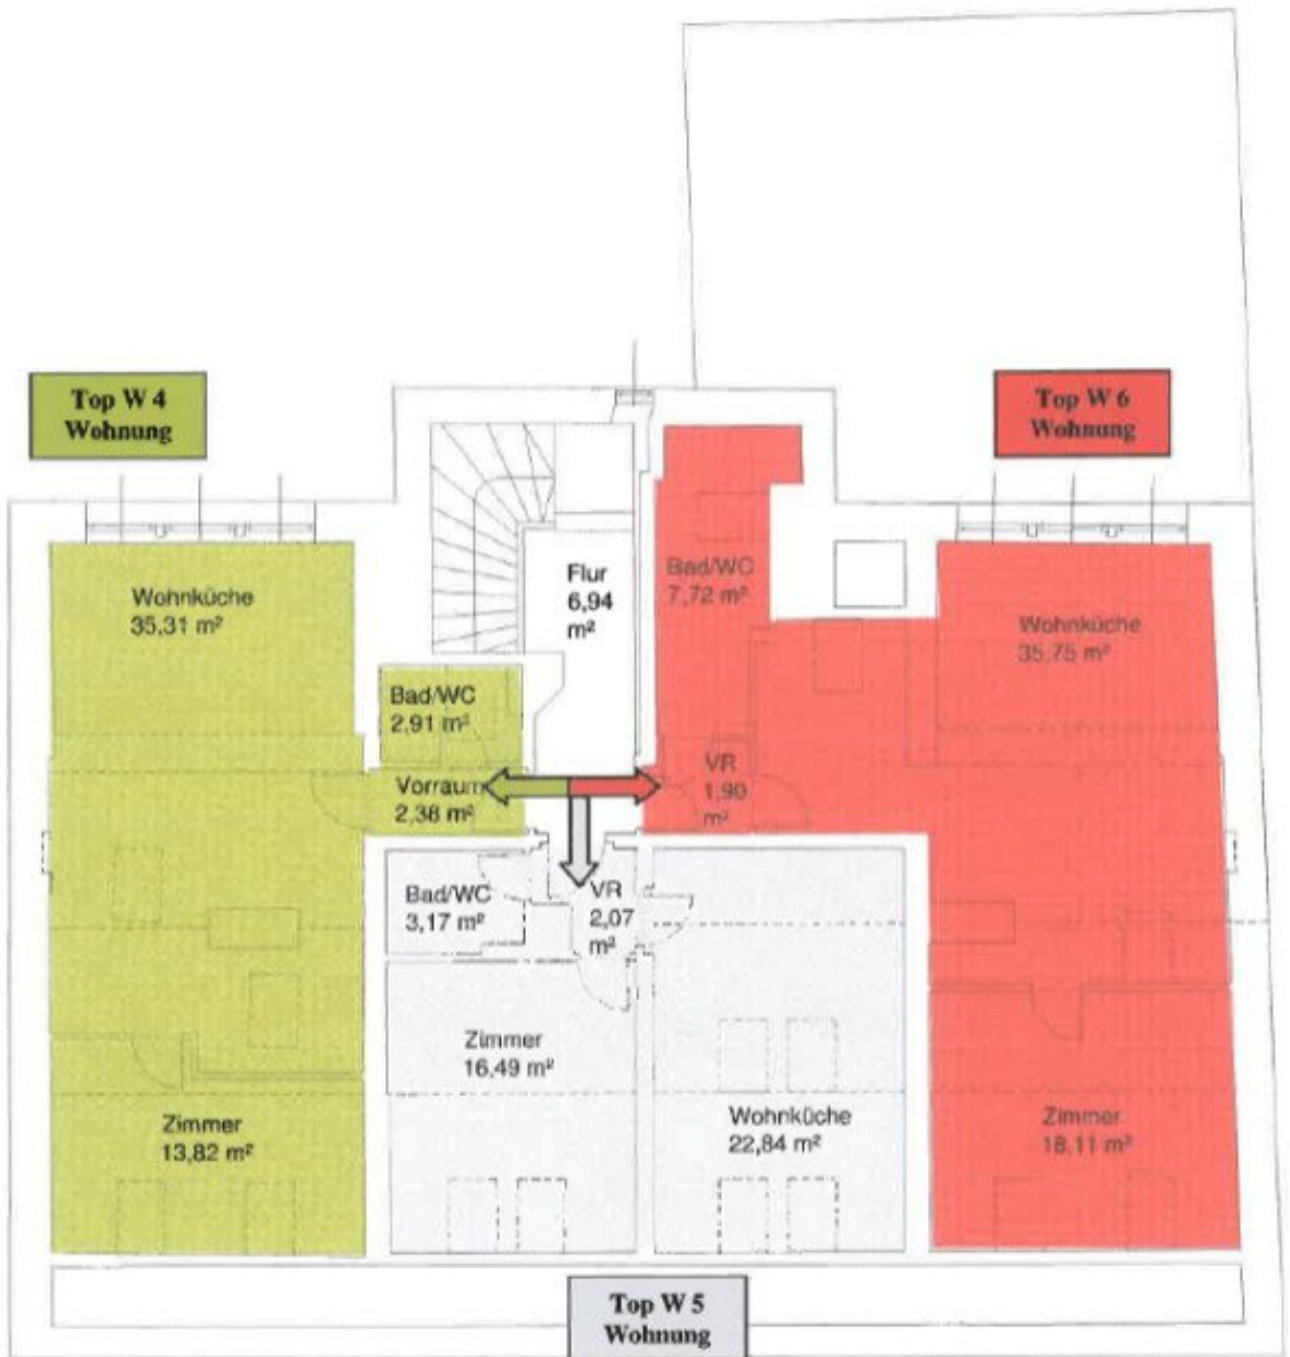 Top W 4
Wohnung
Top W 6
Wohnung
Wohnküche
35,31 m²
Flur
6,94
m²
Bad/WC
7,72 m²
Wohnküche
35,75 m²
Bad/WC
2,91 m²
Vorraum
2,38 m²
VR
1,90
m²
Bad/WC
3,17 m²
VR
2,07
m²
Zimmer
16,49 m²
Wohnküche
22,84 m²
Zimmer
13,82 m²
Zimmer
18,11 m²
Top W 5
Wohnung